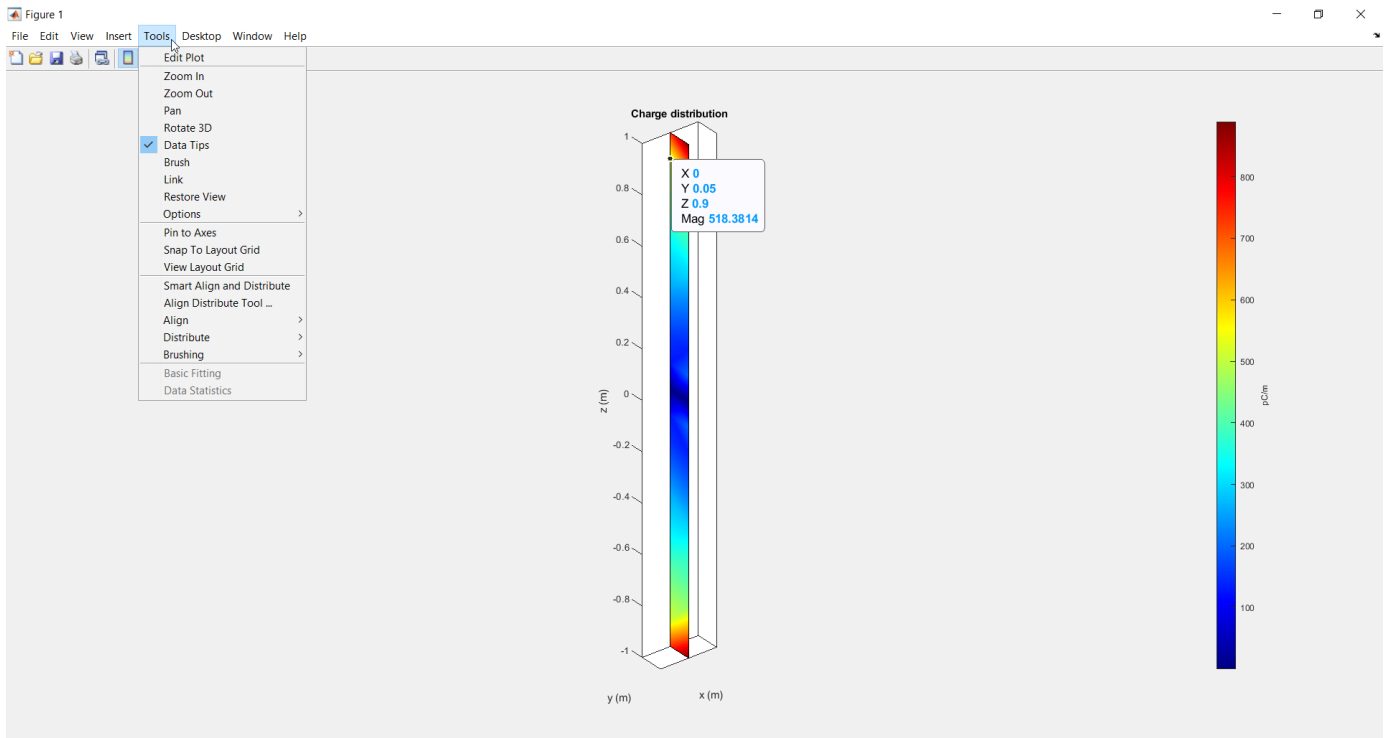 Figure 1
File Edit View Insert Tools Desktop Window Help
Edit Plot
Zoom In
Zoom Out
Pan
Rotate 3D
Data Tips
Brush
Link
Restore View
Options
Pin to Axes
Snap To Layout Grid
View Layout Grid
Smart Align and Distribute
Align Distribute Tool ...
Align
Distribute
Brushing
Basic Fitting
Data Statistics
Charge distribution
1
0.8
0.6
0.4
0.2
0
-0.2
-0.4
-0.6
-0.8
-1
z (m)
y (m)
x (m)
X 0
Y 0.05
Z 0.9
Mag 518.3814
800
700
600
500
400
300
200
100
pC/m